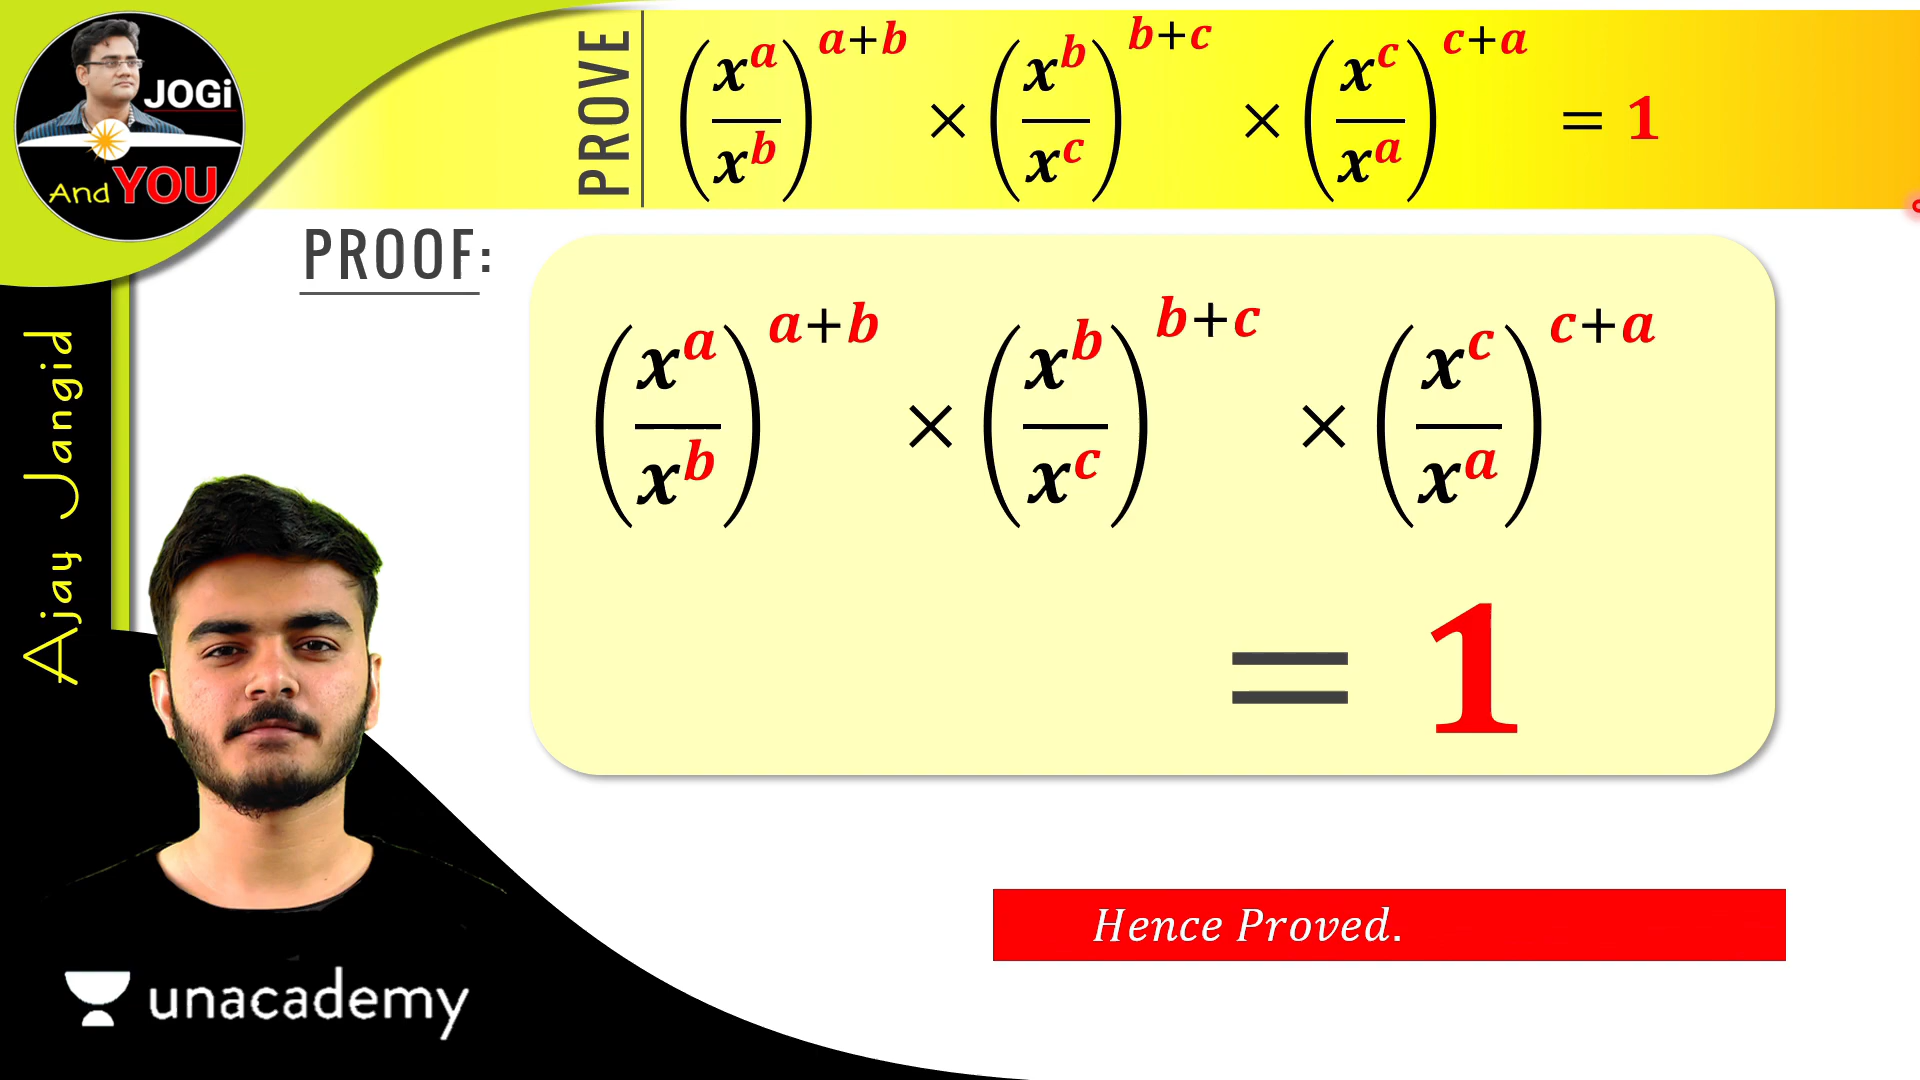 JOGi
And YOU
PROVE
(x^a/x^b)^{a+b} × (x^b/x^c)^{b+c} × (x^c/x^a)^{c+a} = 1
PROOF:
(x^a/x^b)^{a+b} × (x^b/x^c)^{b+c} × (x^c/x^a)^{c+a}
= 1
Hence Proved.
Ajay Jangid
unacademy